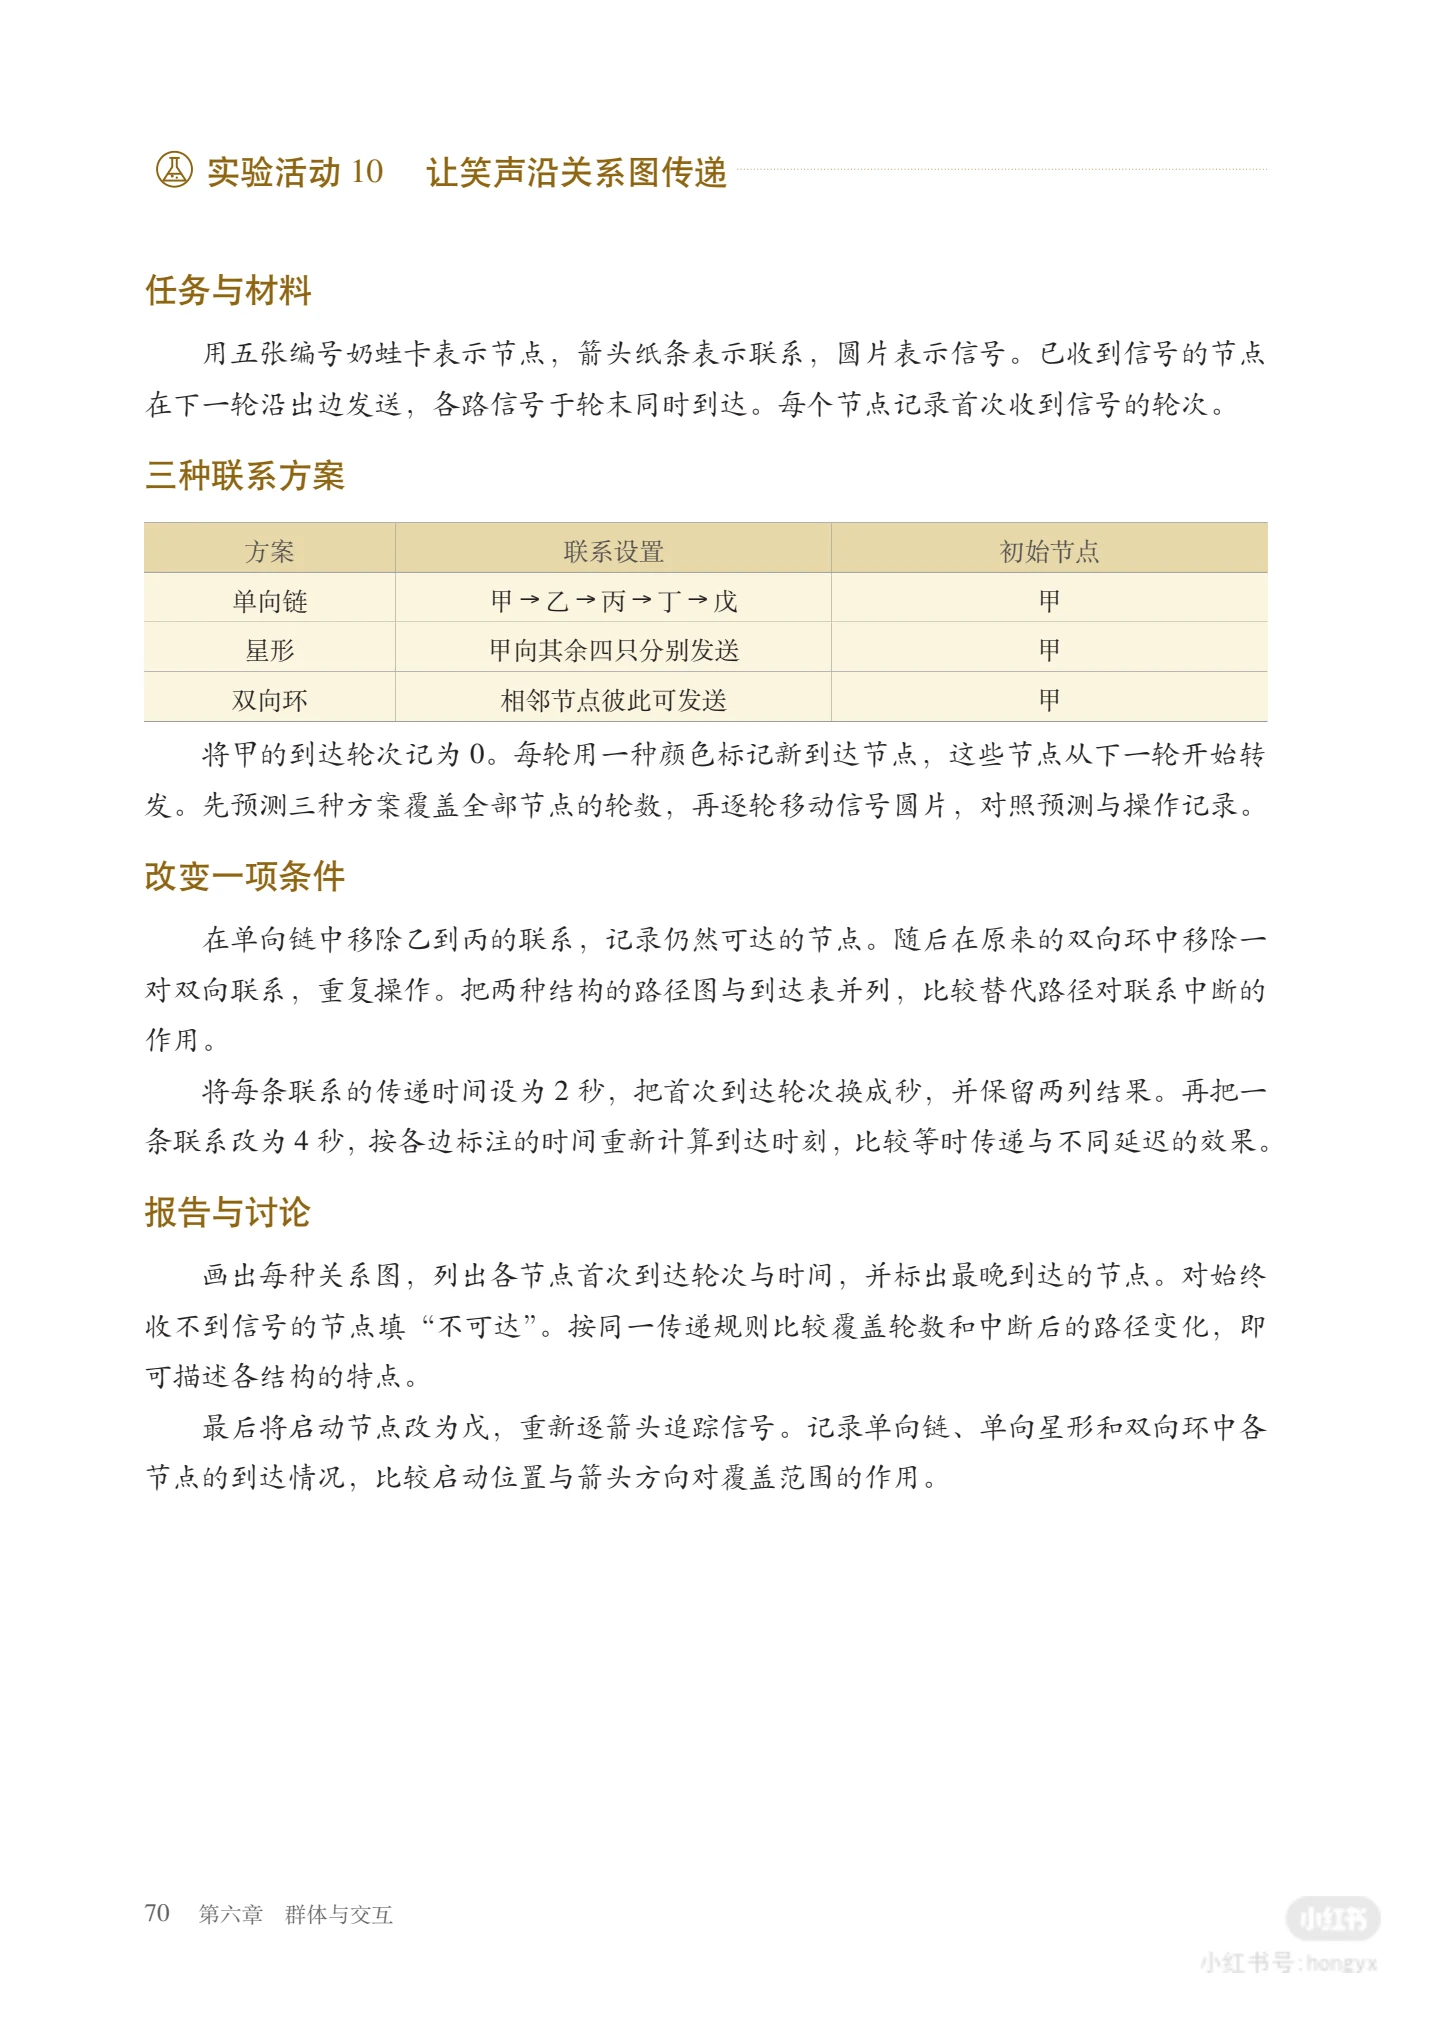 实验活动 10 让笑声沿关系图传递
任务与材料
用五张编号奶蛙卡表示节点，箭头纸条表示联系，圆片表示信号。已收到信号的节点
在下一轮沿出边发送，各路信号于轮末同时到达。每个节点记录首次收到信号的轮次。
三种联系方案
方案 联系设置 初始节点
单向链 甲→乙→丙→丁→戊 甲
星形 甲向其余四只分别发送 甲
双向环 相邻节点彼此可发送 甲
将甲的到达轮次记为 0。每轮用一种颜色标记新到达节点，这些节点从下一轮开始转
发。先预测三种方案覆盖全部节点的轮数，再逐轮移动信号圆片，对照预测与操作记录。
改变一项条件
在单向链中移除乙到丙的联系，记录仍然可达的节点。随后在原来的双向环中移除一
对双向联系，重复操作。把两种结构的路径图与到达表并列，比较替代路径对联系中断的
作用。
将每条联系的传递时间设为 2 秒，把首次到达轮次换成秒，并保留两列结果。再把一
条联系改为 4 秒，按各边标注的时间重新计算到达时刻，比较等时传递与不同延迟的效果。
报告与讨论
画出每种关系图，列出各节点首次到达轮次与时间，并标出最晚到达的节点。对始终
收不到信号的节点填“不可达”。按同一传递规则比较覆盖轮数和中断后的路径变化，即
可描述各结构的特点。
最后将启动节点改为戊，重新逐箭头追踪信号。记录单向链、单向星形和双向环中各
节点的到达情况，比较启动位置与箭头方向对覆盖范围的作用。
70 第六章 群体与交互
小红书
小红书号:hongyx